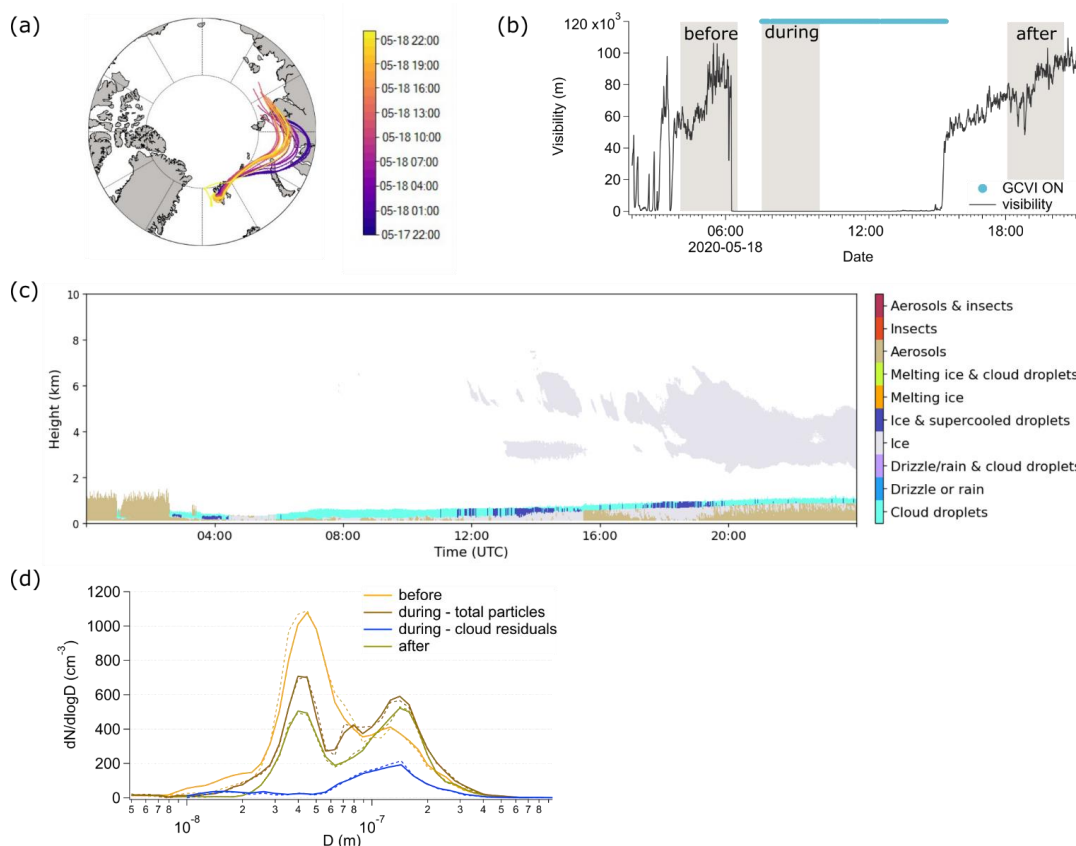 (a)
05-18 22:00
05-18 19:00
05-18 16:00
05-18 13:00
05-18 10:00
05-18 07:00
05-18 04:00
05-18 01:00
05-17 22:00
(b)
120 x10³
100
80
60
40
20
0
Visibility (m)
before
during
after
GCVI ON
visibility
06:00
12:00
18:00
2020-05-18
Date
(c)
10
8
6
4
2
0
Height (km)
04:00
08:00
12:00
16:00
20:00
Time (UTC)
Aerosols & insects
Insects
Aerosols
Melting ice & cloud droplets
Melting ice
Ice & supercooled droplets
Ice
Drizzle/rain & cloud droplets
Drizzle or rain
Cloud droplets
(d)
1200
1000
800
600
400
200
0
dN/dlogD (cm⁻³)
before
during - total particles
during - cloud residuals
after
5 6 7 8 2 3 4 5 6 7 8 2 3 4 5 6 7 8
10⁻⁸ 10⁻⁷
D (m)